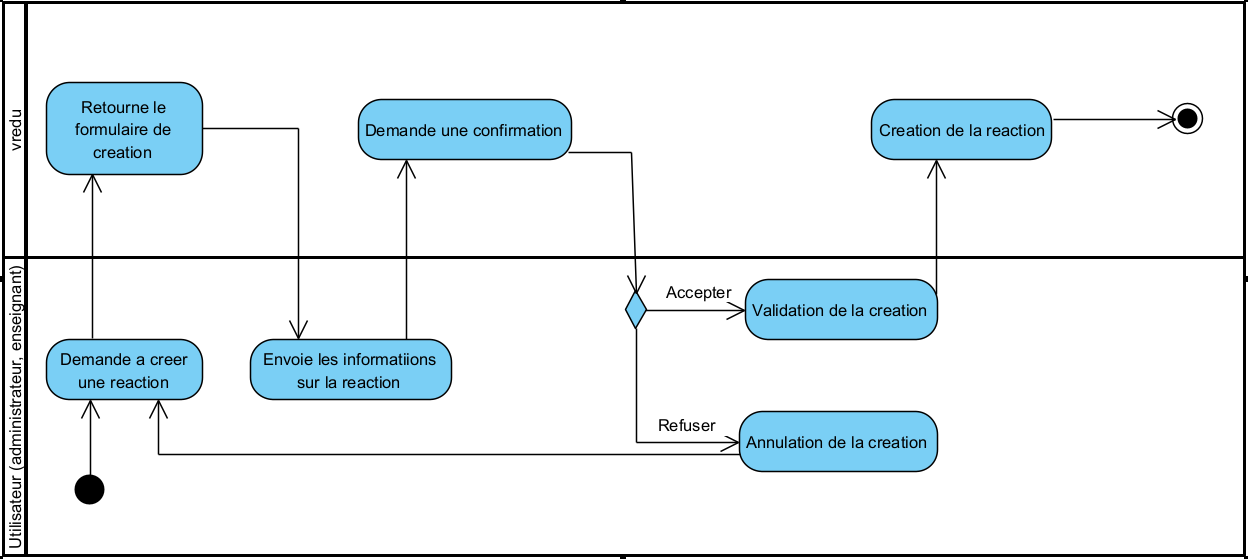 vredu
Retourne le
formulaire de
creation
Demande une confirmation
Creation de la reaction
Utilisateur (administrateur, enseignant)
Demande a creer
une reaction
Envoie les informatiions
sur la reaction
Accepter
Validation de la creation
Refuser
Annulation de la creation